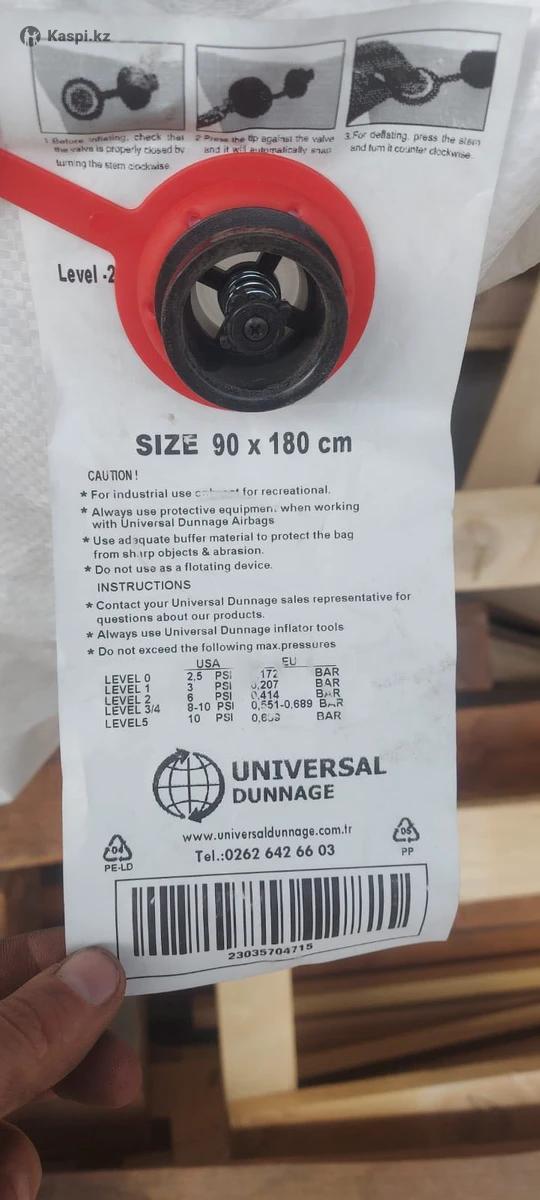 Kaspi.kz
1 Before inflating, check that
the valve is properly closed by
turning the stem clockwise.
2 Press the tip against the valve
and it will automatically snap
3.For deflating, press the stem
and turn it counter clockwise.
Level -2
SIZE 90 x 180 cm
CAUTION !
* For industrial use for recreational.
* Always use protective equipment when working
with Universal Dunnage Airbags
* Use adequate buffer material to protect the bag
from sharp objects & abrasion.
* Do not use as a flotating device.
INSTRUCTIONS
* Contact your Universal Dunnage sales representative for
questions about our products.
* Always use Universal Dunnage inflator tools
* Do not exceed the following max.pressures
USA EU
LEVEL 0 2,5 PSI ,172 BAR
LEVEL 1 3 PSI 0,207 BAR
LEVEL 2 6 PSI 0,414 BAR
LEVEL 3/4 8-10 PSI 0,551-0,689 BAR
LEVEL5 10 PSI BAR
UNIVERSAL
DUNNAGE
www.universaldunnage.com.tr
Tel.:0262 642 66 03
04
PE-LD
05
PP
23035704715